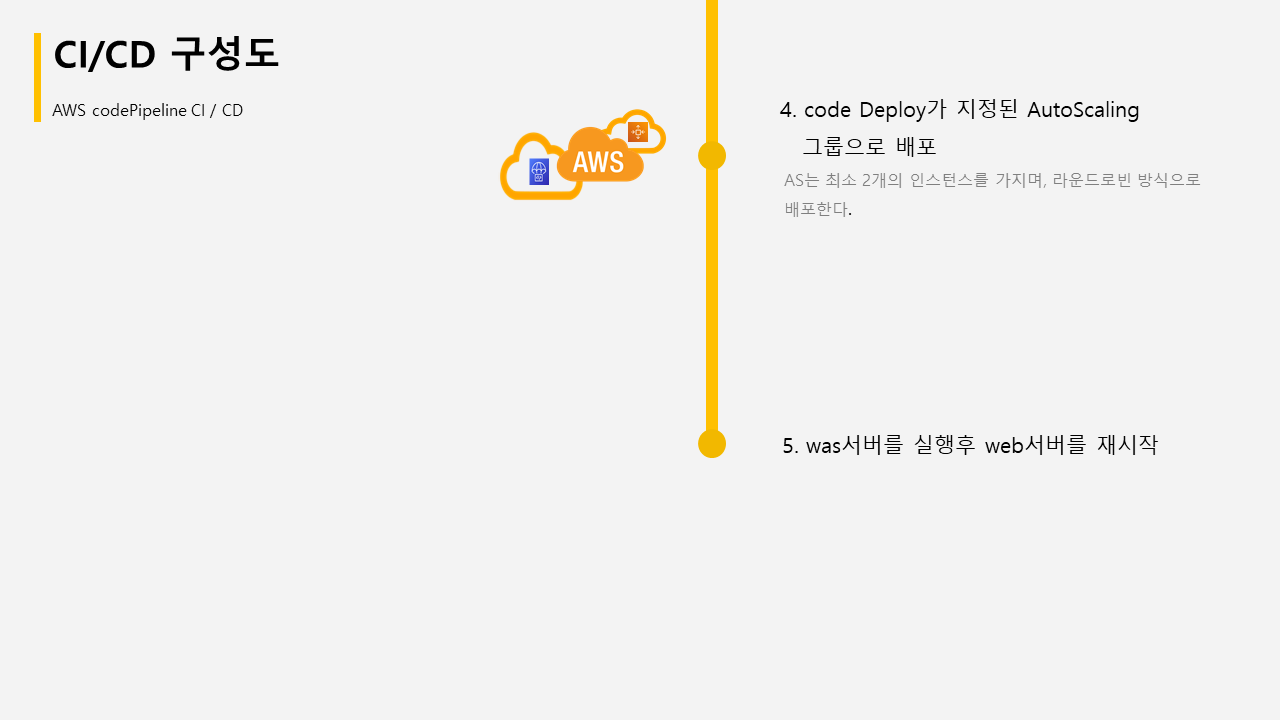 CI/CD 구성도
AWS codePipeline CI / CD
AWS
4. code Deploy가 지정된 AutoScaling
그룹으로 배포
AS는 최소 2개의 인스턴스를 가지며, 라운드로빈 방식으로
배포한다.
5. was서버를 실행후 web서버를 재시작